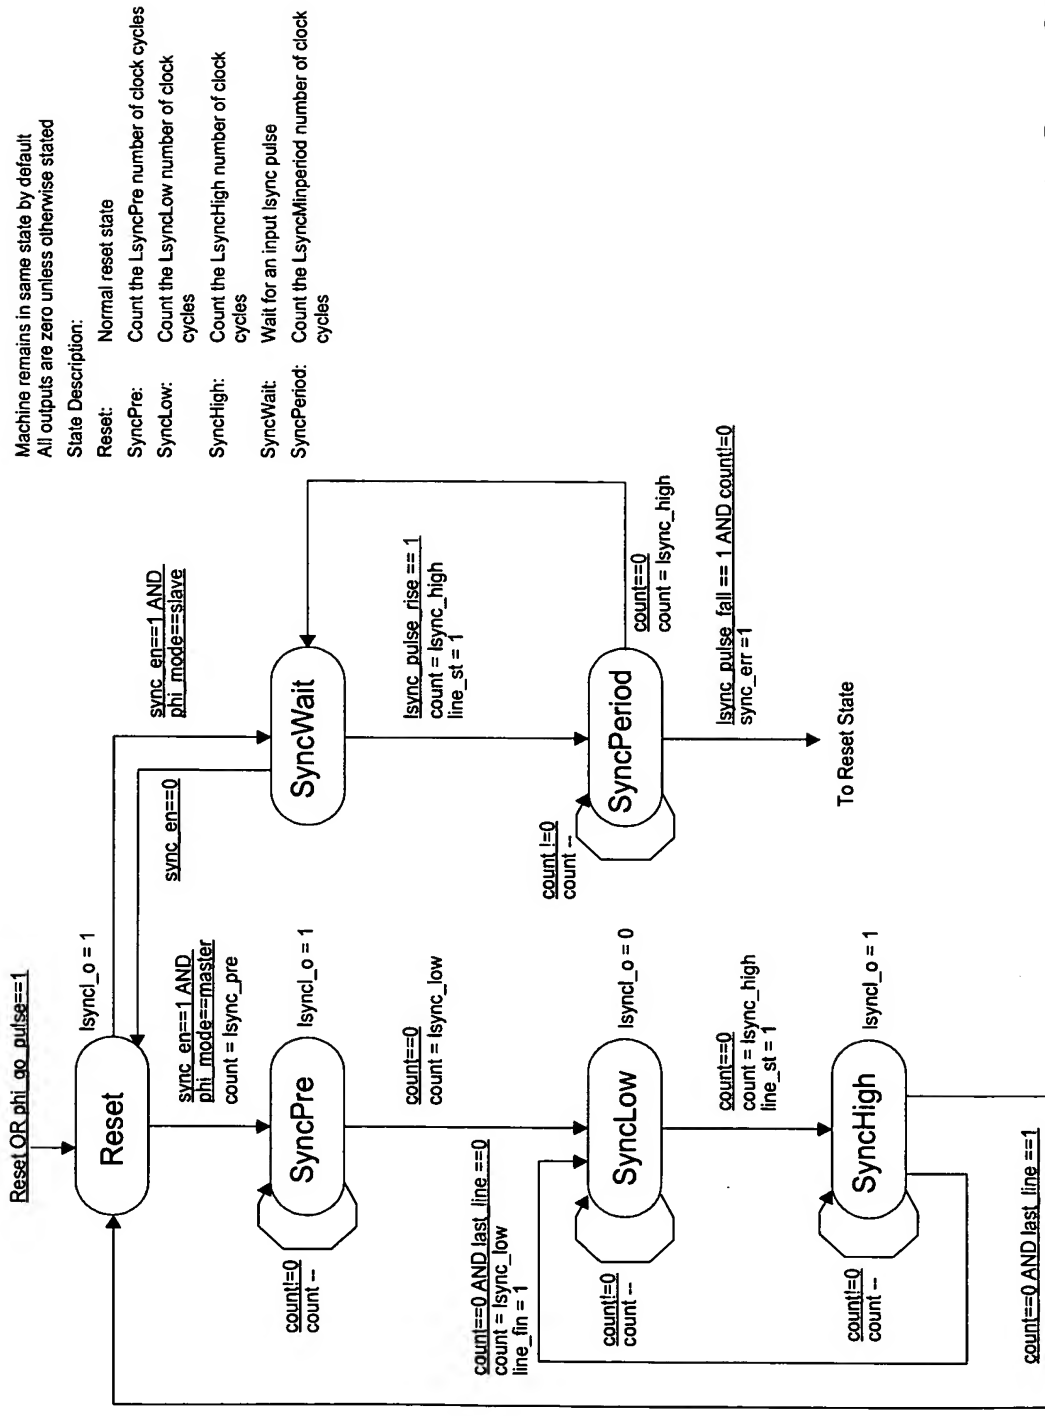 Machine remains in same state by default
All outputs are zero unless otherwise stated
State Description:
Reset: Normal reset state
SyncPre: Count the LsyncPre number of clock cycles
SyncLow: Count the LsyncLow number of clock
cycles
SyncHigh: Count the LsyncHigh number of clock
cycles
SyncWait: Wait for an input lsync pulse
SyncPeriod: Count the LsyncMinperiod number of clock
cycles
Reset OR phi_go_pulse==1
Reset
lsyncl_o = 1
sync_en==1 AND
phi_mode==slave
sync_en==0
sync_en==1 AND
phi_mode==master
count = lsync_pre
SyncWait
SyncPre
lsyncl_o = 1
count!=0
count --
lsync_pulse_rise == 1
count = lsync_high
line_st = 1
count==0
count = lsync_low
count==0 AND last_line ==0
count = lsync_low
line_fin = 1
SyncPeriod
count !=0
count --
count==0
count = lsync_high
SyncLow
lsyncl_o = 0
count!=0
count --
lsync_pulse_fall == 1 AND count!=0
sync_err =1
To Reset State
count==0
count = lsync_high
line_st = 1
SyncHigh
lsyncl_o = 1
count!=0
count --
count==0 AND last_line ==1